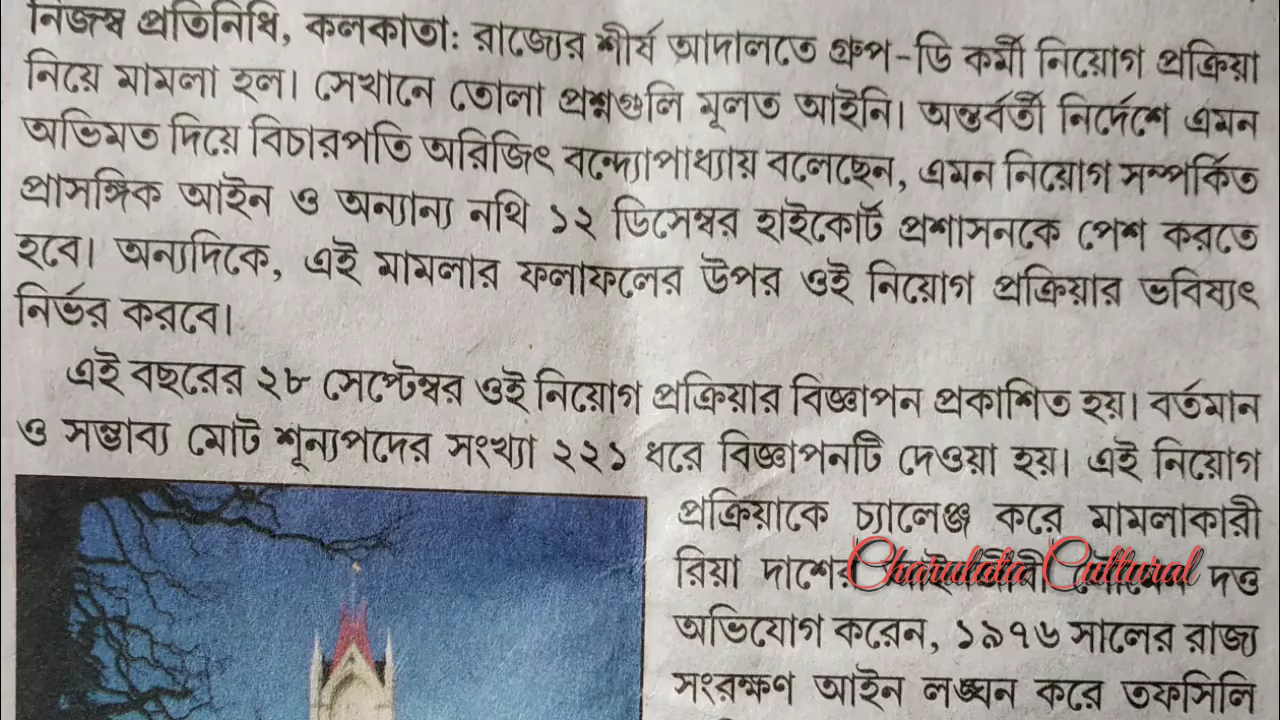 নিজস্ব প্রতিনিধি, কলকাতা: রাজ্যের শীর্ষ আদালতে গ্রুপ-ডি কর্মী নিয়োগ প্রক্রিয়া
নিয়ে মামলা হল। সেখানে তোলা প্রশ্নগুলি মূলত আইনি। অন্তর্বর্তী নির্দেশে এমন
অভিমত দিয়ে বিচারপতি অরিজিৎ বন্দ্যোপাধ্যায় বলেছেন, এমন নিয়োগ সম্পর্কিত
প্রাসঙ্গিক আইন ও অন্যান্য নথি ১২ ডিসেম্বর হাইকোর্ট প্রশাসনকে পেশ করতে
হবে। অন্যদিকে, এই মামলার ফলাফলের উপর ওই নিয়োগ প্রক্রিয়ার ভবিষ্যৎ
নির্ভর করবে।
এই বছরের ২৮ সেপ্টেম্বর ওই নিয়োগ প্রক্রিয়ার বিজ্ঞাপন প্রকাশিত হয়। বর্তমান
ও সম্ভাব্য মোট শূন্যপদের সংখ্যা ২২১ ধরে বিজ্ঞাপনটি দেওয়া হয়। এই নিয়োগ
প্রক্রিয়াকে চ্যালেঞ্জ করে মামলাকারী
রিয়া দাশের দত্ত
Charulata Cultural
অভিযোগ করেন, ১৯৭৬ সালের রাজ্য
সংরক্ষণ আইন লঙ্ঘন করে তফসিলি